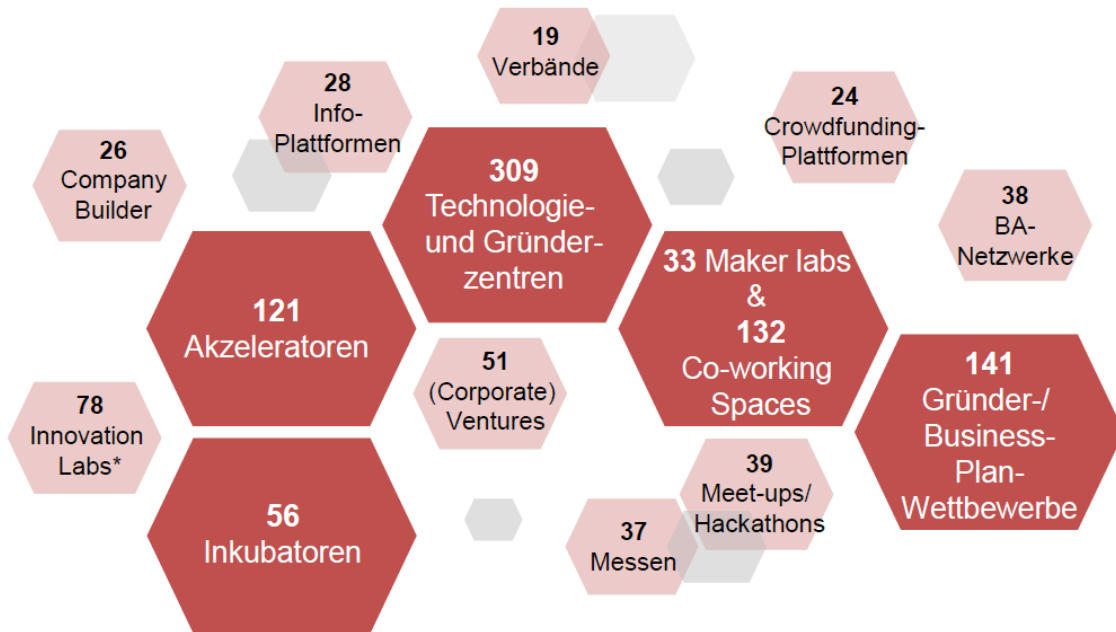 19
Verbände
28
Info-
Plattformen
24
Crowdfunding-
Plattformen
26
Company
Builder
309
Technologie-
und Gründer-
zentren
38
BA-
Netzwerke
33 Maker labs
&
132
Co-working
Spaces
121
Akzeleratoren
51
(Corporate)
Ventures
141
Gründer-/
Business-
Plan-
Wettbewerbe
78
Innovation
Labs*
39
Meet-ups/
Hackathons
56
Inkubatoren
37
Messen